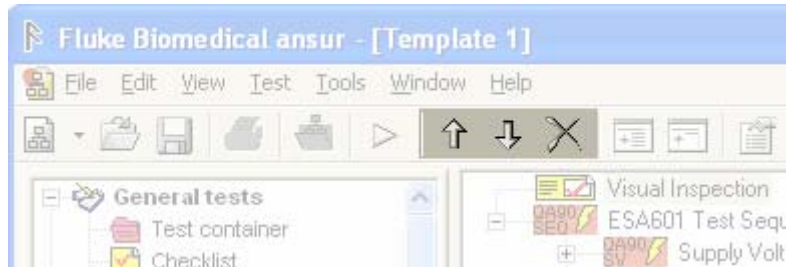 Fluke Biomedical ansur - [Template 1]
File Edit View Test Tools Window Help
General tests
Test container
Checklist
Visual Inspection
QA90 SEQ ESA601 Test Sequ
QA90 SV Supply Volt